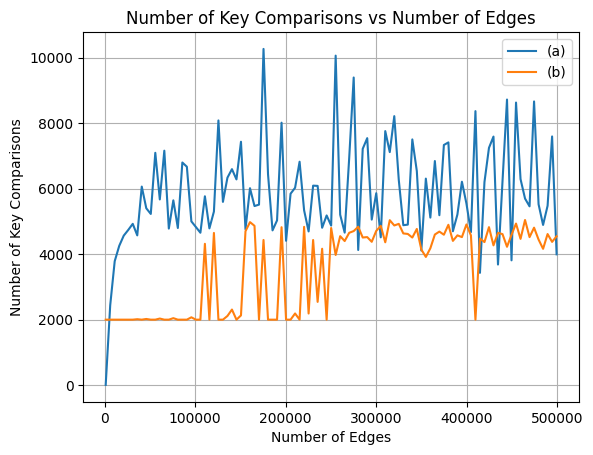 Number of Key Comparisons vs Number of Edges
(a)
(b)
Number of Key Comparisons
10000
8000
6000
4000
2000
0
0 100000 200000 300000 400000 500000
Number of Edges